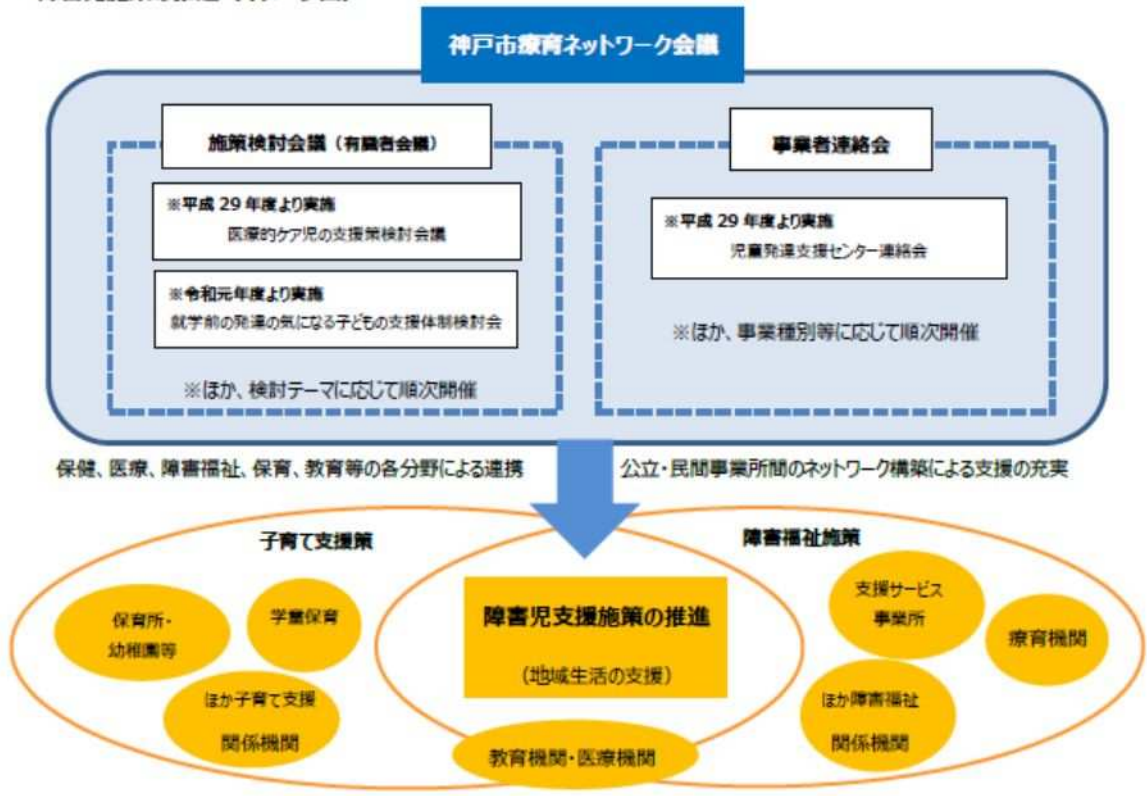 神戸市療育ネットワーク会議
施策検討会議（有識者会議）
事業者連絡会
※平成 29 年度より実施
医療的ケア児の支援策検討会議
※令和元年度より実施
就学前の発達の気になる子どもの支援体制検討会
※ほか、検討テーマに応じて順次開催
※平成 29 年度より実施
児童発達支援センター連絡会
※ほか、事業種別等に応じて順次開催
保健、医療、障害福祉、保育、教育等の各分野による連携
公立・民間事業所間のネットワーク構築による支援の充実
子育て支援策
障害福祉施策
保育所・
幼稚園等
学童保育
ほか子育て支援
関係機関
障害児支援施策の推進
（地域生活の支援）
教育機関・医療機関
支援サービス
事業所
療育機関
ほか障害福祉
関係機関